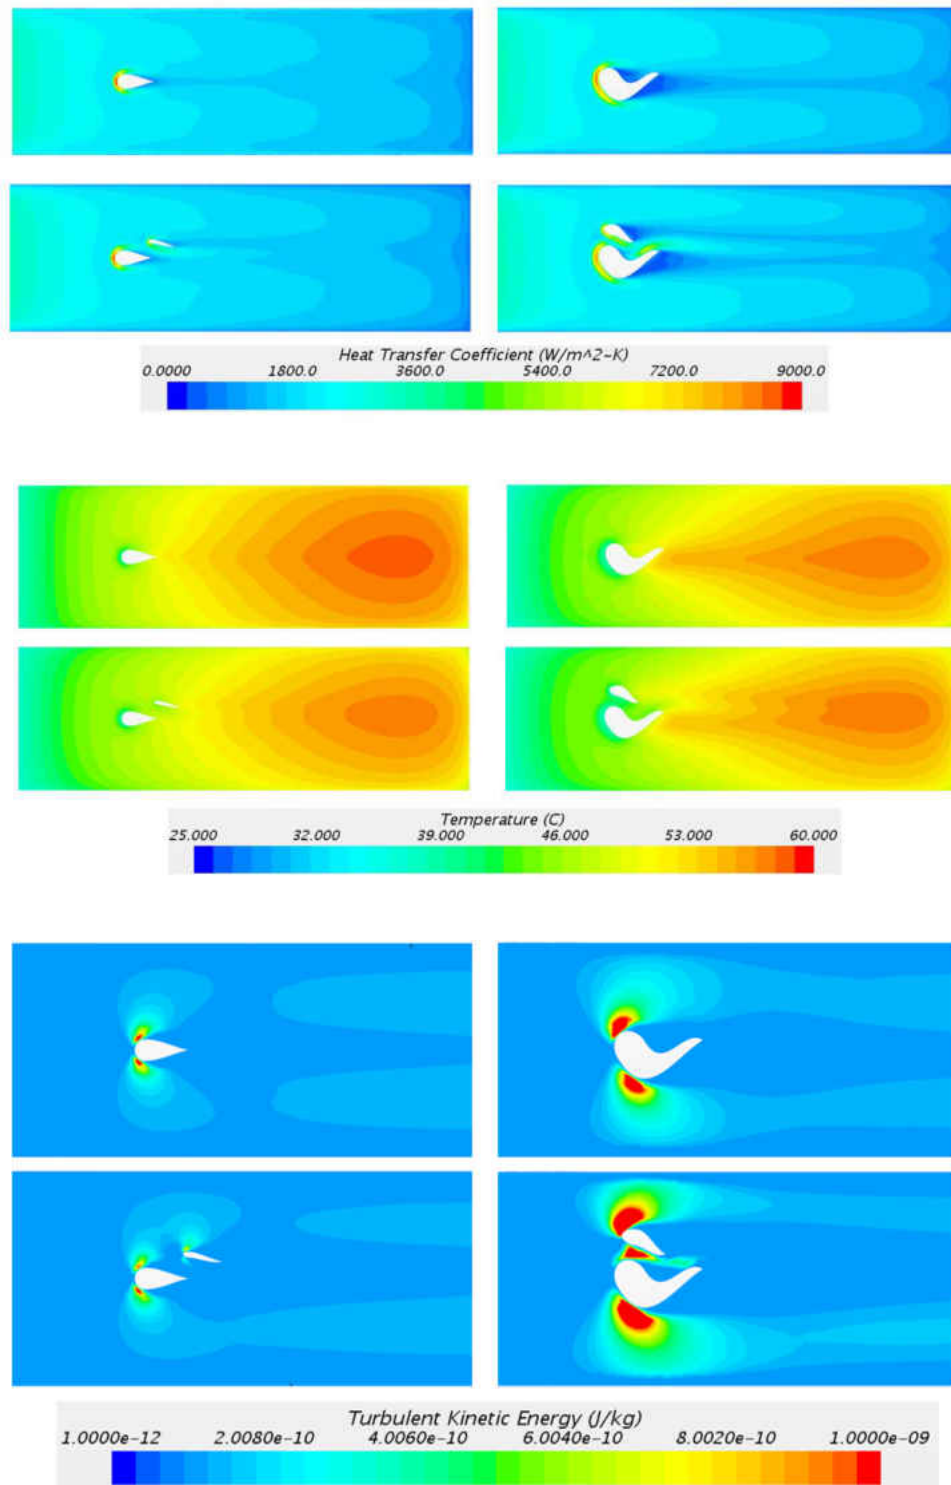 Heat Transfer Coefficient (W/m^2-K)
0.0000 1800.0 3600.0 5400.0 7200.0 9000.0
Temperature (C)
25.000 32.000 39.000 46.000 53.000 60.000
Turbulent Kinetic Energy (J/kg)
1.0000e-12 2.0080e-10 4.0060e-10 6.0040e-10 8.0020e-10 1.0000e-09